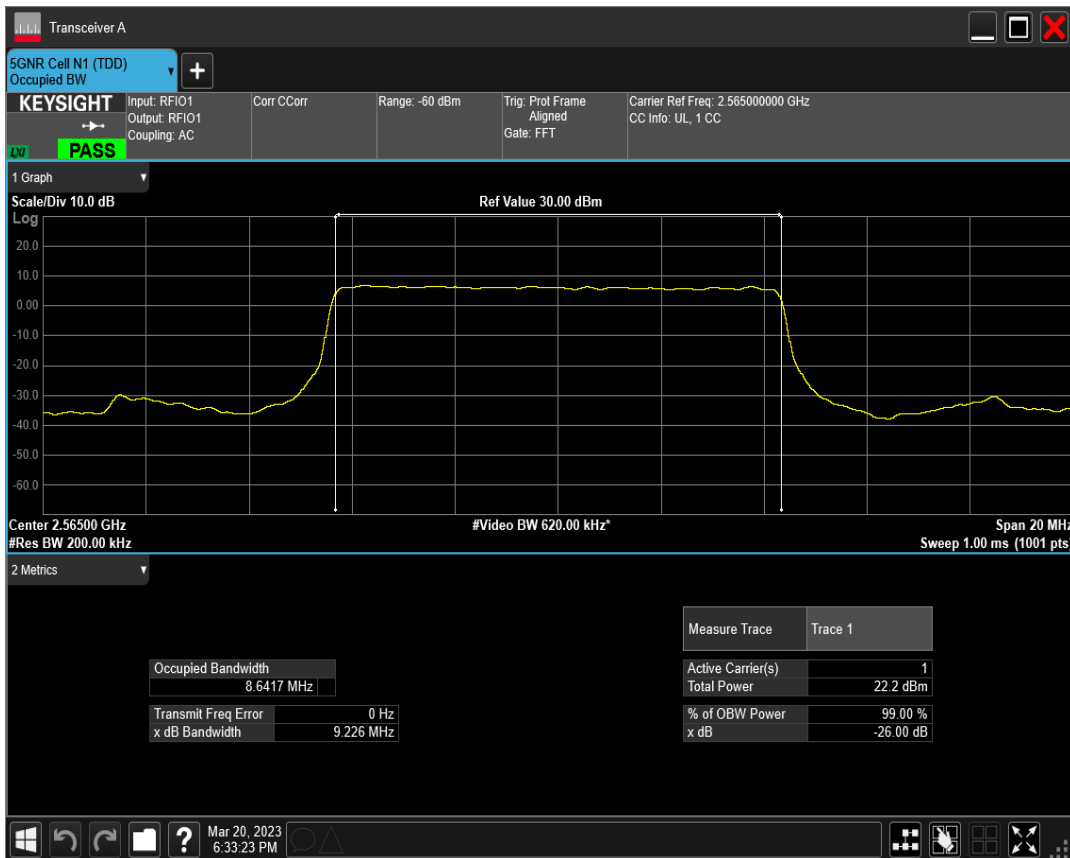 Transceiver A
5GNR Cell N1 (TDD)
Occupied BW
KEYSIGHT
LXI
PASS
Input: RFIO1
Output: RFIO1
Coupling: AC
Corr CCorr
Range: -60 dBm
Trig: Prot Frame
Aligned
Gate: FFT
Carrier Ref Freq: 2.565000000 GHz
CC Info: UL, 1 CC
1 Graph
Scale/Div 10.0 dB
Ref Value 30.00 dBm
Log
20.0
10.0
0.00
-10.0
-20.0
-30.0
-40.0
-50.0
-60.0
Center 2.56500 GHz
#Video BW 620.00 kHz*
Span 20 MHz
#Res BW 200.00 kHz
Sweep 1.00 ms (1001 pts)
2 Metrics
Measure Trace Trace 1
Occupied Bandwidth
8.6417 MHz
Active Carrier(s) 1
Total Power 22.2 dBm
Transmit Freq Error 0 Hz
x dB Bandwidth 9.226 MHz
% of OBW Power 99.00 %
x dB -26.00 dB
?
Mar 20, 2023
6:33:23 PM